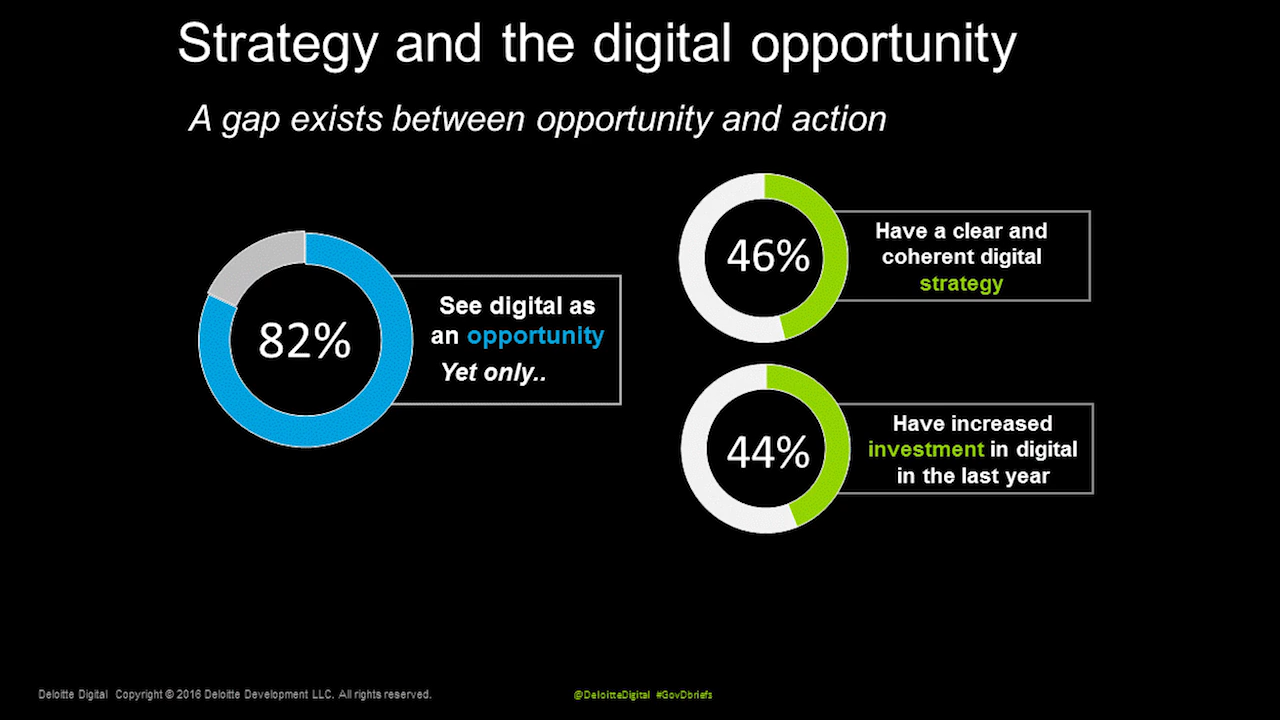 Strategy and the digital opportunity
A gap exists between opportunity and action
82%
See digital as
an opportunity
Yet only..
46%
Have a clear and
coherent digital
strategy
44%
Have increased
investment in digital
in the last year
Deloitte Digital Copyright © 2016 Deloitte Development LLC. All rights reserved.
@DeloitteDigital #GovDbriefs